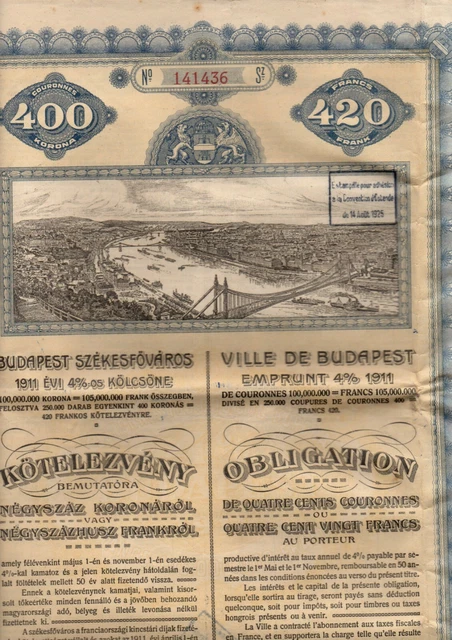 Nº 141436 Sz
COURONNES
400
KORONA
FRANCS
420
FRANK
Estampillé pour adhésion
à la Convention d'Ostende
du 14 Août 1925
BUDAPEST SZÉKESFŐVÁROS
1911 ÉVI 4%-OS KÖLCSÖNE
100,000.000 KORONA = 105,000.000 FRANK ÖSSZEGBEN,
FELOSZTVA 250.000 DARAB EGYENKINT 400 KORONÁS =
420 FRANKOS KÖTELEZVÉNYRE.
KÖTELEZVÉNY
BEMUTATÓRA
NÉGYSZÁZ KORONÁRÓL
VAGY
NÉGYSZÁZHUSZ FRANKRÓL
amely félévenkint május 1-én és november 1-én esedékes
4%-kal kamatoz és a jelen kötelezvény hátoldalán fog-
lalt föltételek mellett 50 év alatt fizetendő vissza.
Ennek a kötelezvénynek kamatjai, valamint kisor-
solt tőkeértéke minden fennálló és a jövőben behozandó
magyarországi adó, bélyeg és illeték levonása nélkül
fizettetnek ki.
A székesfőváros a franciaországi kincstári díjak fizeté-
VILLE DE BUDAPEST
EMPRUNT 4% 1911
DE COURONNES 100,000.000 = FRANCS 105,000.000
DIVISÉ EN 250.000 COUPURES DE COURONNES 400 =
FRANCS 420.
OBLIGATION
DE QUATRE CENTS COURONNES
OU
QUATRE CENT VINGT FRANCS
AU PORTEUR
productive d'intérêt au taux annuel de 4% payable par se-
mestre le 1er Mai et le 1er Novembre, remboursable en 50 an-
nées dans les conditions énoncées au verso du présent titre.
Les intérêts et le capital de la présente obligation,
lorsqu'elle sortira au tirage, seront payés sans déduction
quelconque, soit pour impôts, soit pour timbres ou taxes
hongrois présents ou à venir.
La Ville a contracté l'abonnement aux taxes fiscales
en France, et en supportera la charge telle qu'elle résulte